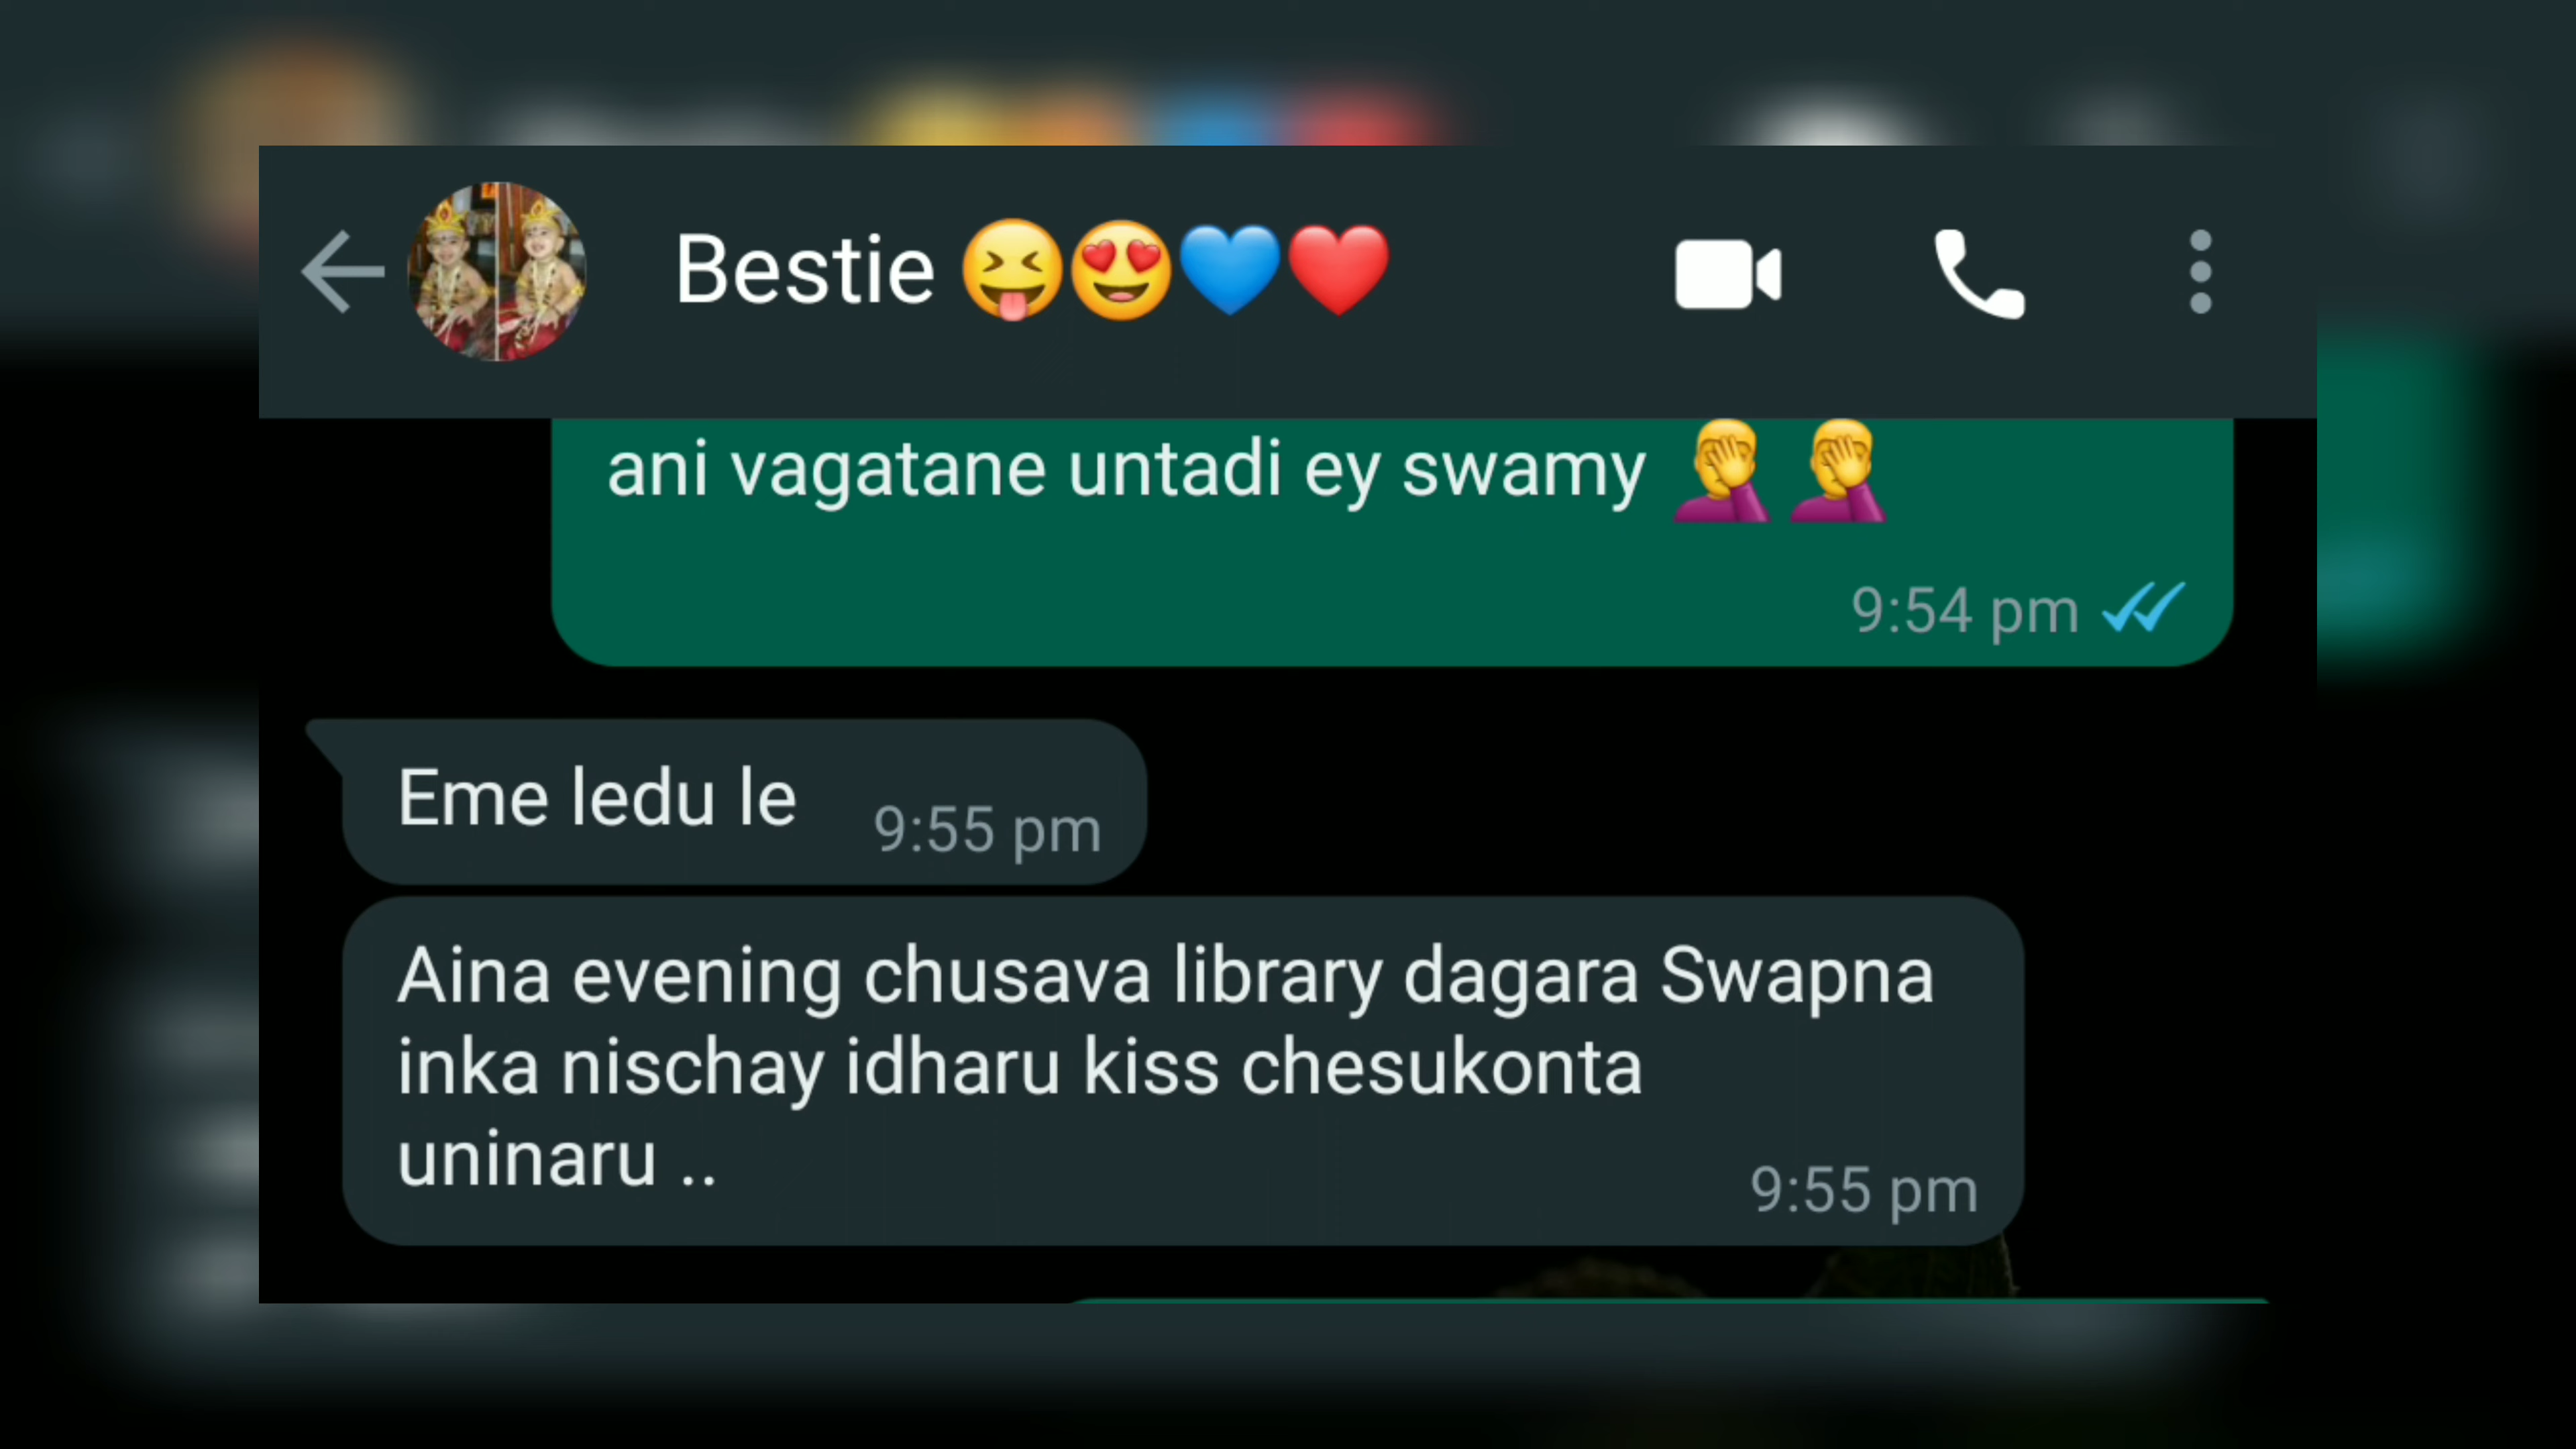 Bestie 😝😍💙❤️
ani vagatane untadi ey swamy 🤦🤦
9:54 pm
Eme ledu le
9:55 pm
Aina evening chusava library dagara Swapna
inka nischay idharu kiss chesukonta
uninaru ..
9:55 pm